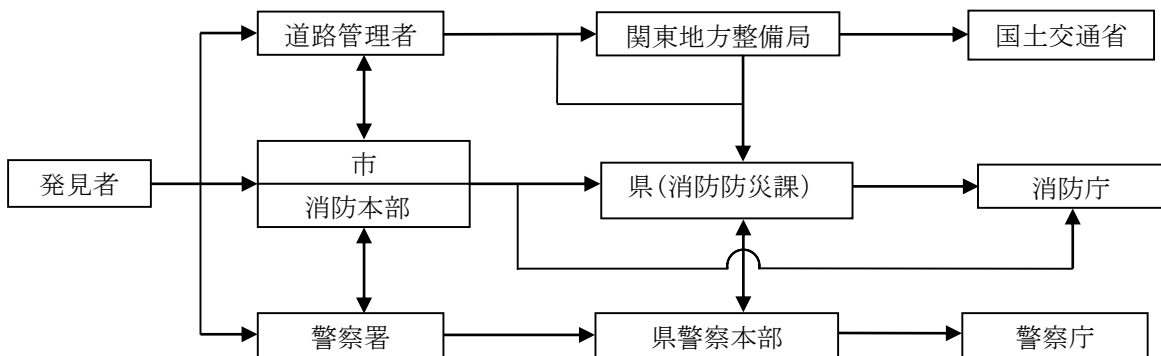 道路管理者
関東地方整備局
国土交通省
発見者
市
消防本部
県(消防防災課)
消防庁
警察署
県警察本部
警察庁